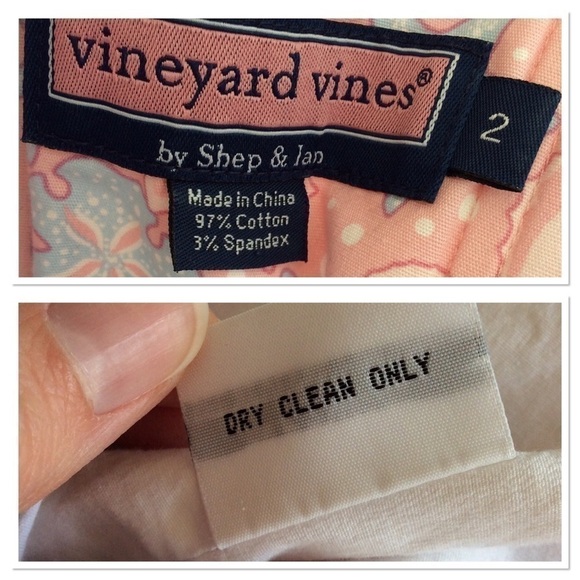 vineyard vines®
by Shep & Ian
2
Made in China
97% Cotton
3% Spandex
DRY CLEAN ONLY